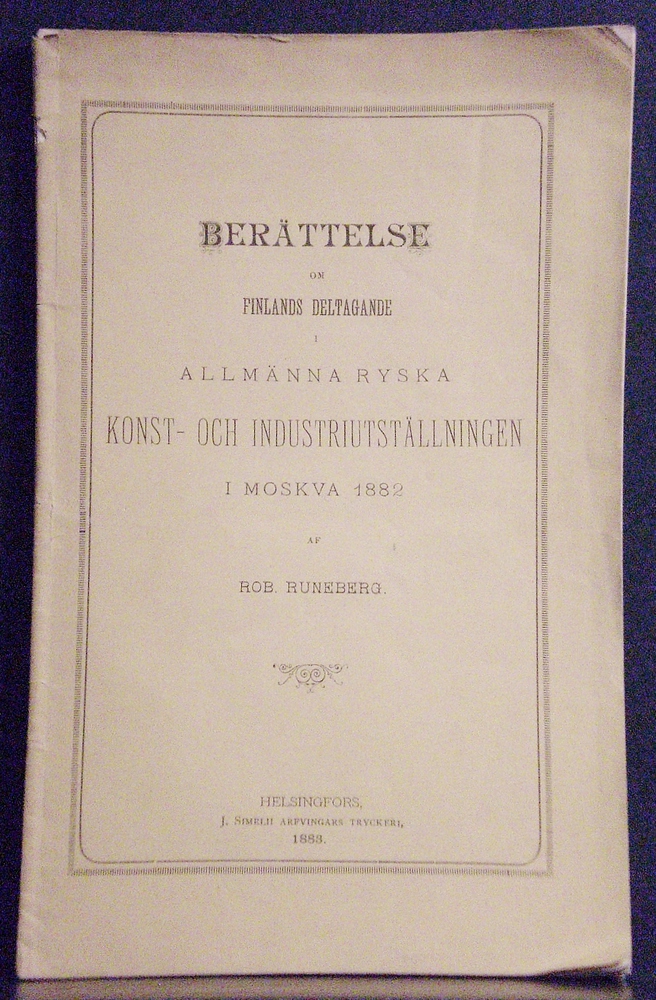 BERÄTTELSE
OM
FINLANDS DELTAGANDE
I
ALLMÄNNA RYSKA
KONST- OCH INDUSTRIUTSTÄLLNINGEN
I MOSKVA 1882
AF
ROB. RUNEBERG.
HELSINGFORS,
J. SIMELII ARFVINGARS TRYCKERI,
1883.